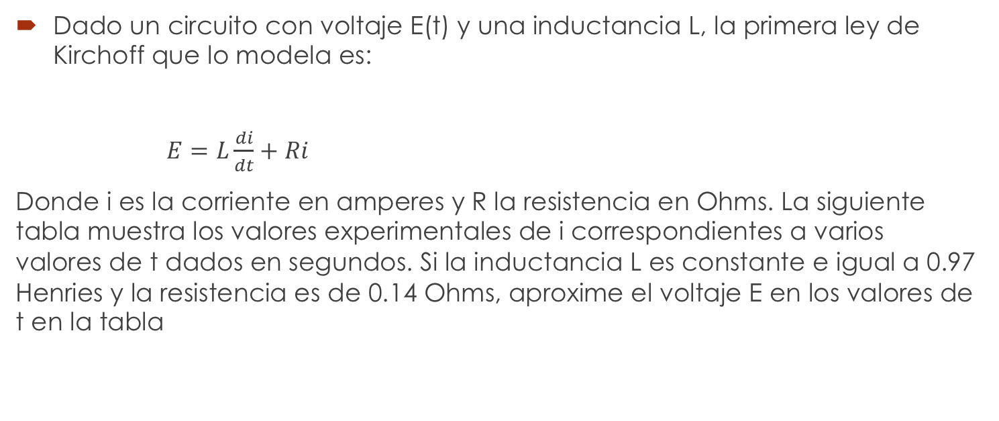 Dado un circuito con voltaje E(t) y una inductancia L, la primera ley de
Kirchoff que lo modela es:
E = L di/dt + Ri
Donde i es la corriente en amperes y R la resistencia en Ohms. La siguiente
tabla muestra los valores experimentales de i correspondientes a varios
valores de t dados en segundos. Si la inductancia L es constante e igual a 0.97
Henries y la resistencia es de 0.14 Ohms, aproxime el voltaje E en los valores de
t en la tabla